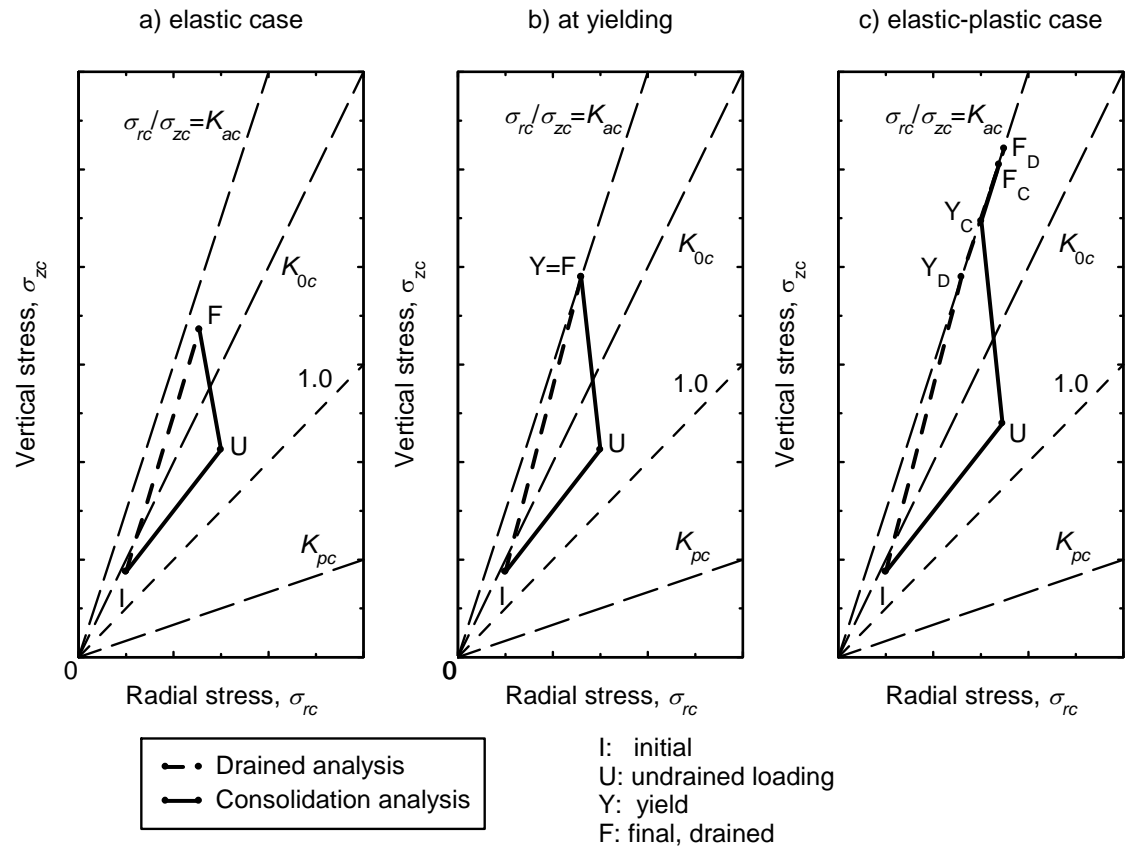 a) elastic case
b) at yielding
c) elastic-plastic case
σrc/σzc=Kac
K0c
F
1.0
U
Kpc
I
0
Vertical stress, σzc
Radial stress, σrc
σrc/σzc=Kac
Y=F
K0c
1.0
U
Kpc
I
0
Vertical stress, σzc
Radial stress, σrc
σrc/σzc=Kac
FD
FC
YC
K0c
YD
1.0
U
Kpc
I
Vertical stress, σzc
Radial stress, σrc
Drained analysis
Consolidation analysis
I: initial
U: undrained loading
Y: yield
F: final, drained